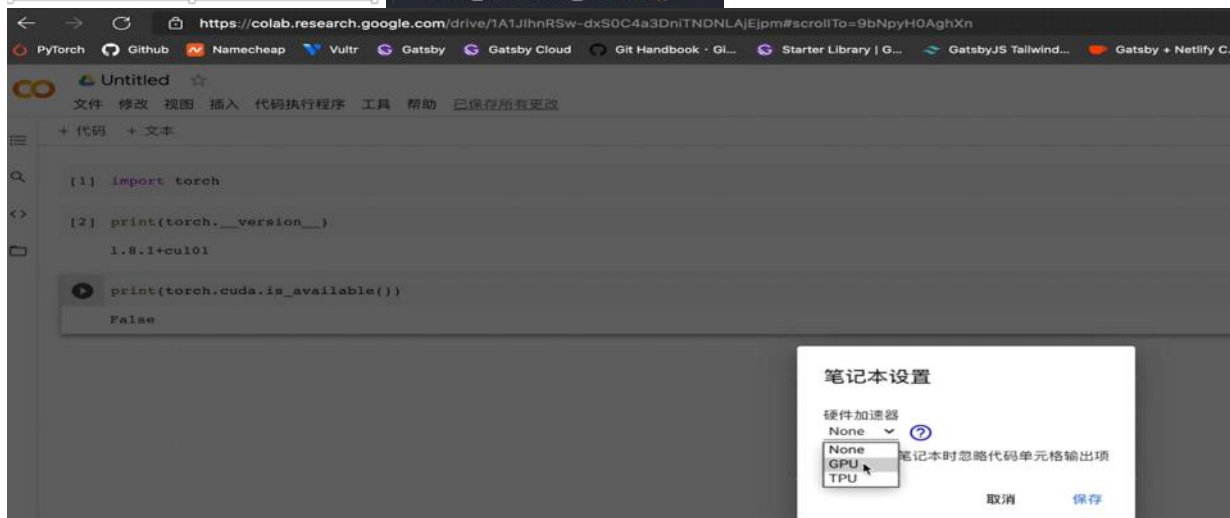 https://colab.research.google.com/drive/1A1JIhnRSw-dxS0C4a3DniTNDNLAjEjpm#scrollTo=9bNpyH0AghXn
PyTorch Github Namecheap Vultr Gatsby Gatsby Cloud Git Handbook · Gi... Starter Library | G... GatsbyJS Tailwind... Gatsby + Netlify C.
CO Untitled
文件 修改 视图 插入 代码执行程序 工具 帮助 已保存所有更改
+ 代码 + 文本
[1] import torch
[2] print(torch.__version__)
1.8.1+cu101
print(torch.cuda.is_available())
False
笔记本设置
硬件加速器
None
None
笔记本时忽略代码单元格输出项
GPU
TPU
取消 保存